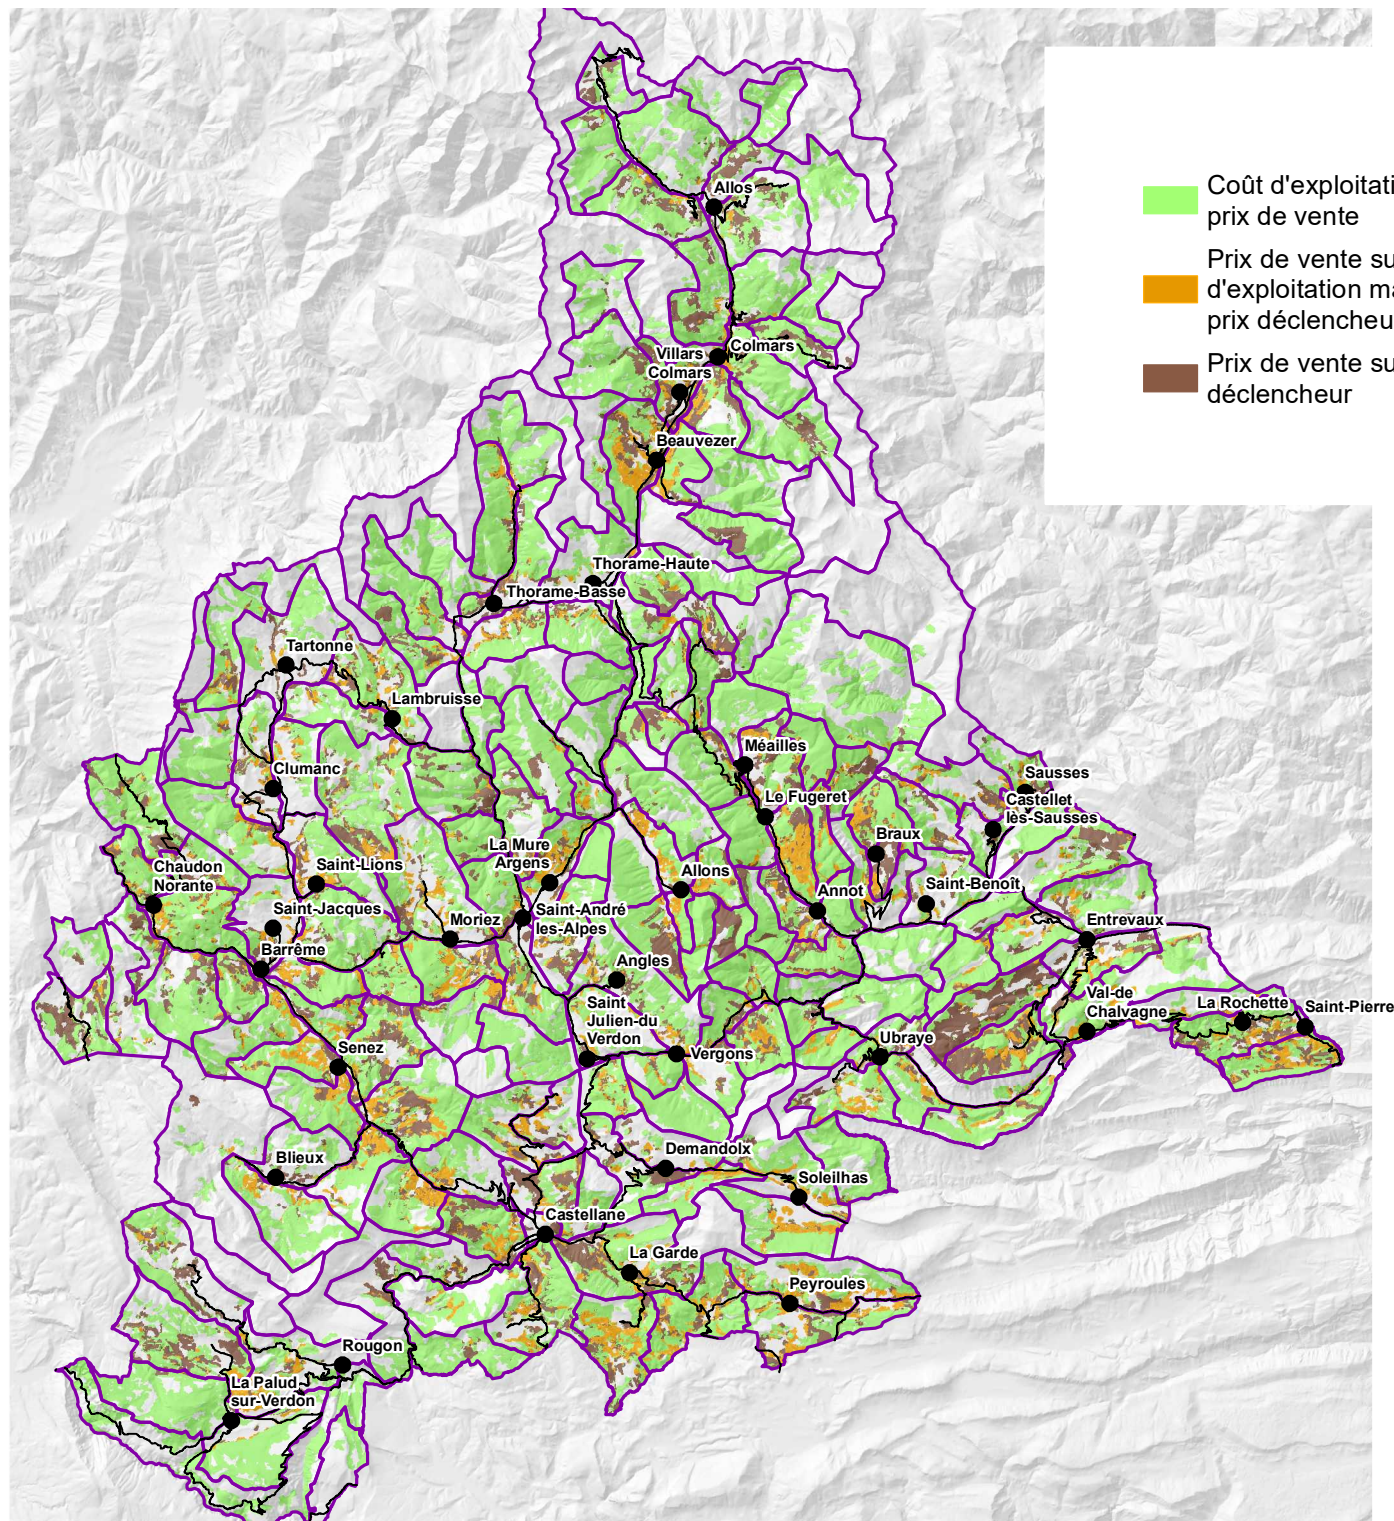 Coût d'exploitati
prix de vente
Prix de vente su
d'exploitation ma
prix déclencheu
Prix de vente su
déclencheur
Allos
Colmars
Villars
Colmars
Beauvezer
Thorame-Haute
Thorame-Basse
Tartonne
Lambruisse
Clumanc
Méailles
Sausses
Le Fugeret
Castellet
lès-Sausses
Braux
La Mure
Argens
Saint-Lions
Allons
Chaudon
Norante
Saint-Benoît
Annot
Saint-Jacques
Saint-André
les-Alpes
Moriez
Entrevaux
Barrême
Angles
Val-de
Chalvagne
La Rochette
Saint-Pierre
Saint
Julien-du
Verdon
Senez
Vergons
Ubraye
Blieux
Demandolx
Soleilhas
Castellane
La Garde
Peyroules
Rougon
La Palud
sur-Verdon